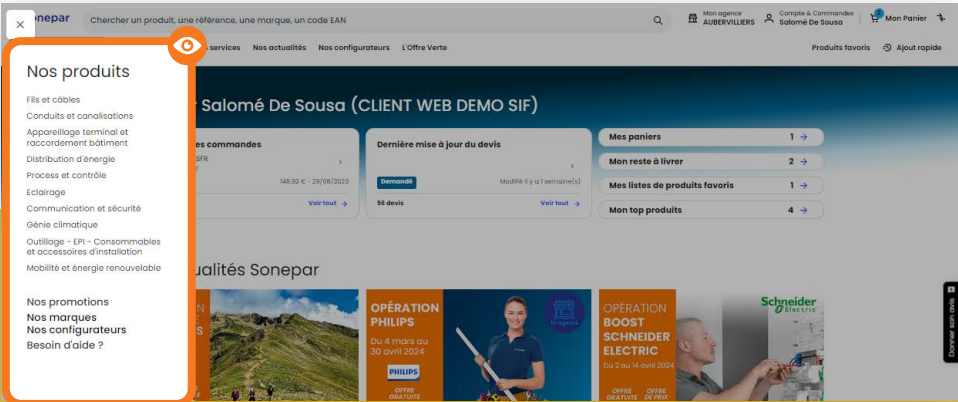 onepar
Chercher un produit, une référence, une marque, un code EAN
Mon agence
AUBERVILLIERS
Compte & Commandes
Salomé De Sousa
Mon Panier
services
Nos actualités
Nos configurateurs
L'Offre Verte
Produits favoris
Ajout rapide
Nos produits
Fils et câbles
Conduits et canalisations
Appareillage terminal et
raccordement bâtiment
Distribution d'énergie
Process et contrôle
Eclairage
Communication et sécurité
Génie climatique
Outillage - EPI - Consommables
et accessoires d'installation
Mobilité et énergie renouvelable
Nos promotions
Nos marques
Nos configurateurs
Besoin d'aide ?
Salomé De Sousa (CLIENT WEB DEMO SIF)
es commandes
SFR
148,92 € - 29/08/2023
Voir tout
Dernière mise à jour du devis
Demandé
Modifié il y a 1 semaine(s)
56 devis
Voir tout
Mes paniers 1
Mon reste à livrer 2
Mes listes de produits favoris 1
Mon top produits 4
ualités Sonepar
OPÉRATION
PHILIPS
Du 4 mars au
30 avril 2024
PHILIPS
OFFRE
GRATUITE
OPÉRATION
BOOST
SCHNEIDER
ELECTRIC
Du 2 au 14 avril 2024
OFFRE OFFRE
GRATUITE DE PRIX
Schneider
Electric
Donner son avis